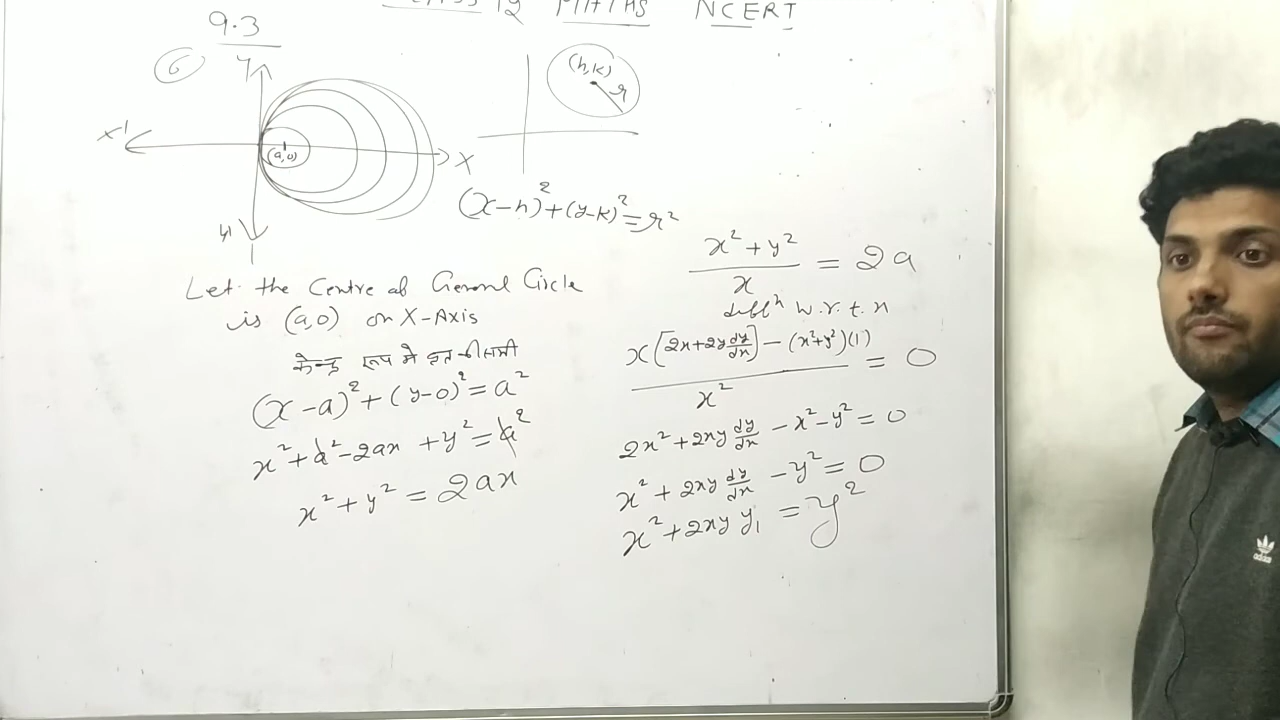 12 MATHS NCERT
9.3
6
Y
(h,k)
r
X'
(a,0)
X
Y'
(x-h)²+(y-k)²=r²
Let the Centre of General Circle
is (a,0) on X-Axis
रूप में
(x-a)²+(y-0)²=a²
x²+a²-2ax+y²=a²
x²+y²=2ax
x²+y²/x = 2a
diffⁿ w.r.t. x
x[2x+2y dy/dx]-(x²+y²)(1)/x² = 0
2x²+2xy dy/dx -x²-y²=0
x²+2xy dy/dx -y²=0
x²+2xy y₁ = y²
adidas